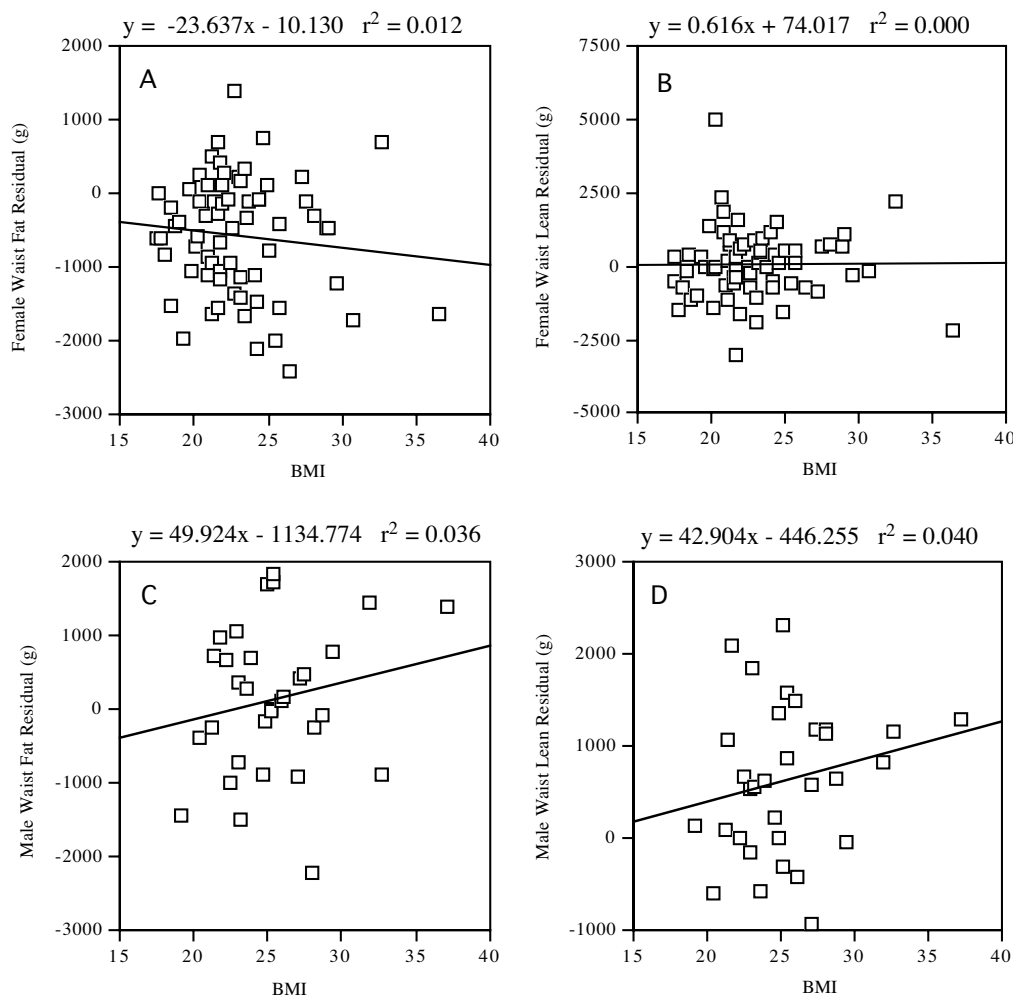 y = -23.637x - 10.130 r² = 0.012
2000
1000
0
-1000
-2000
-3000
Female Waist Fat Residual (g)
A
15 20 25 30 35 40
BMI
y = 0.616x + 74.017 r² = 0.000
7500
5000
2500
0
-2500
-5000
Female Waist Lean Residual (g)
B
15 20 25 30 35 40
BMI
y = 49.924x - 1134.774 r² = 0.036
2000
1000
0
-1000
-2000
-3000
Male Waist Fat Residual (g)
C
15 20 25 30 35 40
BMI
y = 42.904x - 446.255 r² = 0.040
3000
2000
1000
0
-1000
Male Waist Lean Residual (g)
D
15 20 25 30 35 40
BMI